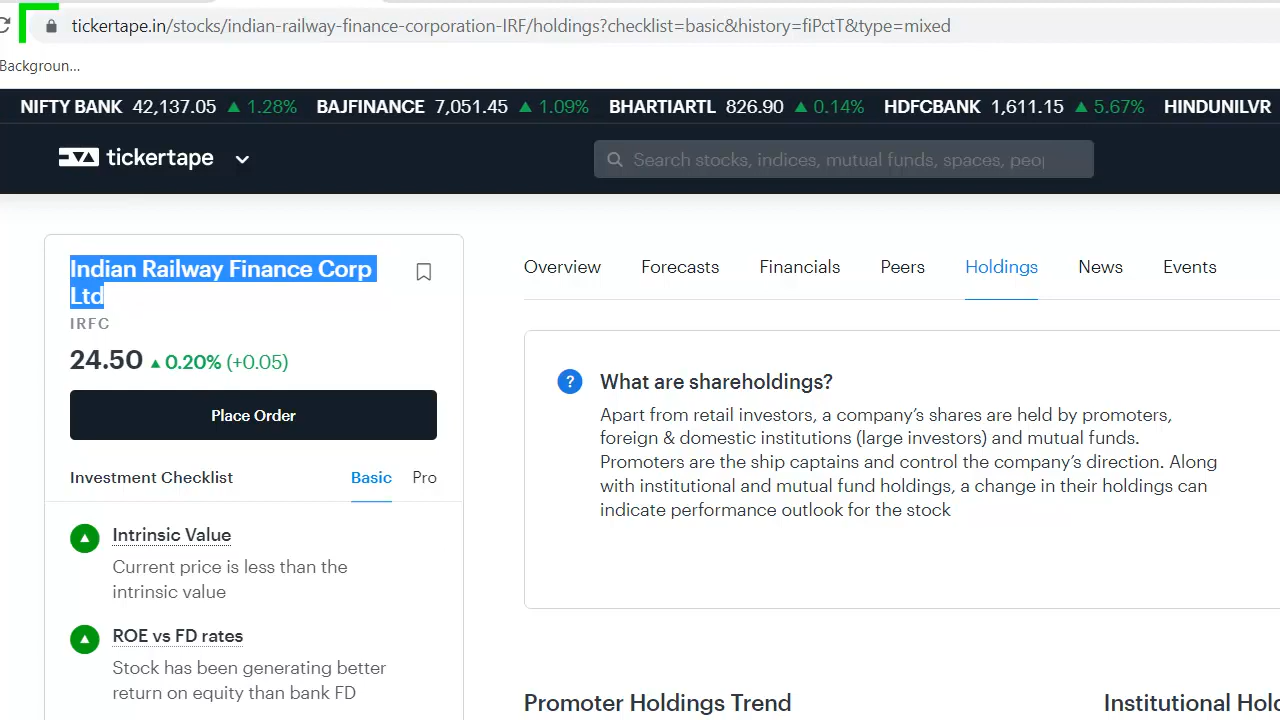 tickertape.in/stocks/indian-railway-finance-corporation-IRF/holdings?checklist=basic&history=fiPctT&type=mixed
Backgroun...
NIFTY BANK 42,137.05 ▲ 1.28% BAJFINANCE 7,051.45 ▲ 1.09% BHARTIARTL 826.90 ▲ 0.14% HDFCBANK 1,611.15 ▲ 5.67% HINDUNILVR
tickertape
Search stocks, indices, mutual funds, spaces, peop
Indian Railway Finance Corp
Ltd
IRFC
24.50 ▲ 0.20% (+0.05)
Place Order
Investment Checklist Basic Pro
Intrinsic Value
Current price is less than the
intrinsic value
ROE vs FD rates
Stock has been generating better
return on equity than bank FD
Overview Forecasts Financials Peers Holdings News Events
? What are shareholdings?
Apart from retail investors, a company's shares are held by promoters,
foreign & domestic institutions (large investors) and mutual funds.
Promoters are the ship captains and control the company's direction. Along
with institutional and mutual fund holdings, a change in their holdings can
indicate performance outlook for the stock
Promoter Holdings Trend
Institutional Hol